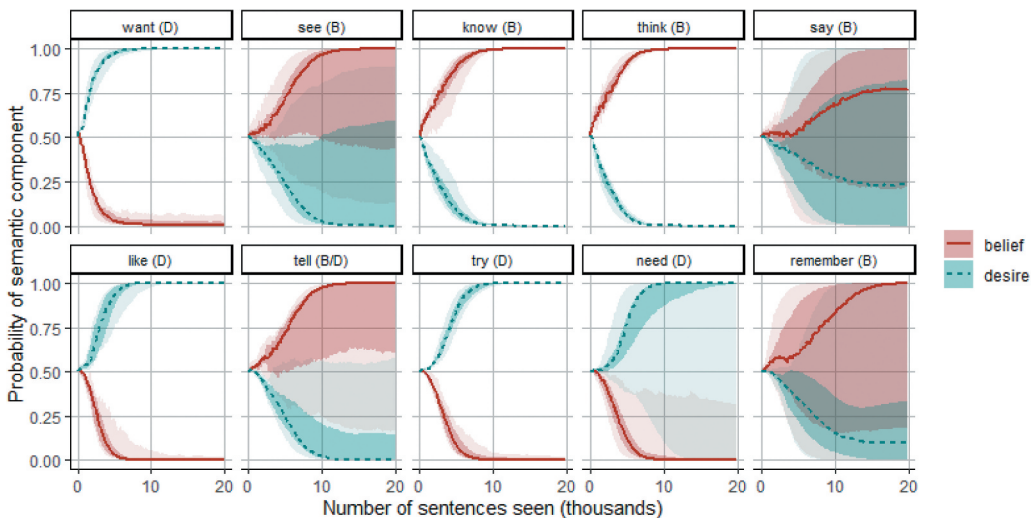 want (D)
see (B)
know (B)
think (B)
say (B)
1.00
0.75
0.50
0.25
0.00
like (D)
tell (B/D)
try (D)
need (D)
remember (B)
1.00
0.75
0.50
0.25
0.00
0 10 20
0 10 20
0 10 20
0 10 20
0 10 20
Probability of semantic component
Number of sentences seen (thousands)
belief
desire